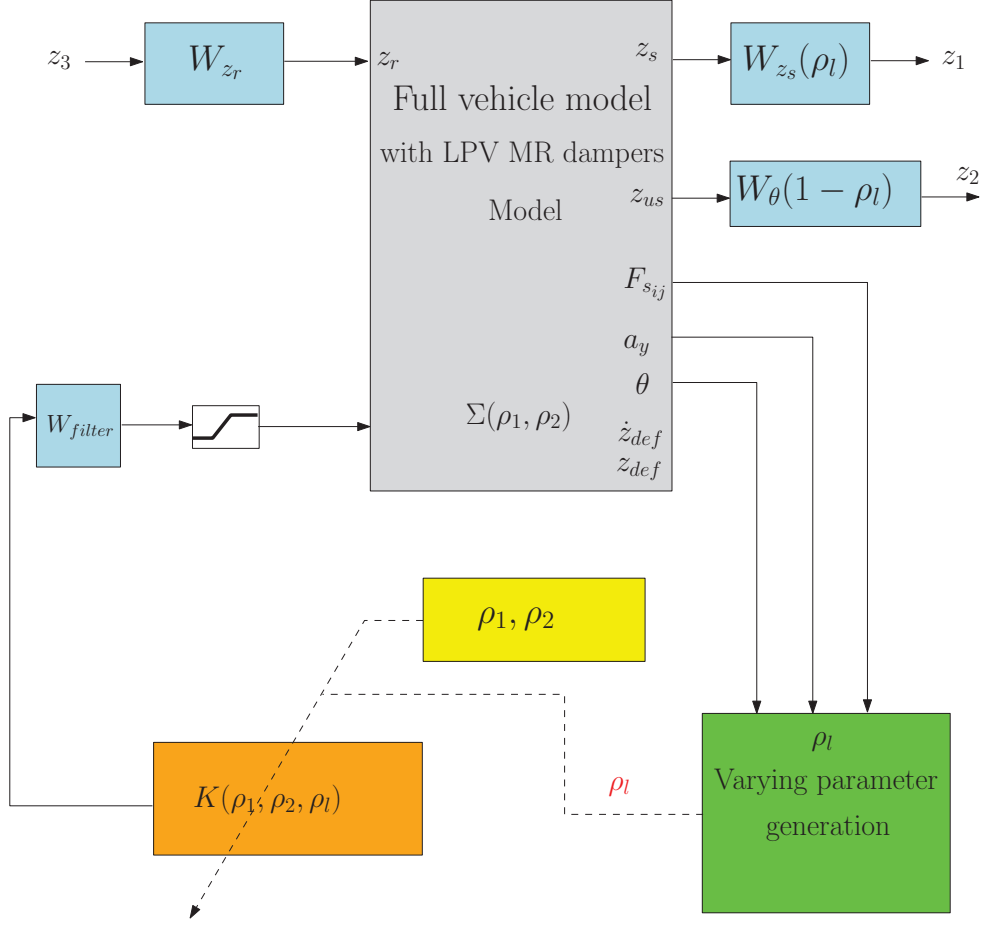 z_3
W_{z_r}
z_r
z_s
W_{z_s}(ρ_l)
z_1
Full vehicle model
with LPV MR dampers
Model
z_{us}
W_θ(1 − ρ_l)
z_2
F_{s_{ij}}
a_y
θ
Σ(ρ_1, ρ_2)
ż_{def}
z_{def}
W_{filter}
ρ_1, ρ_2
K(ρ_1, ρ_2, ρ_l)
ρ_l
ρ_l
Varying parameter
generation